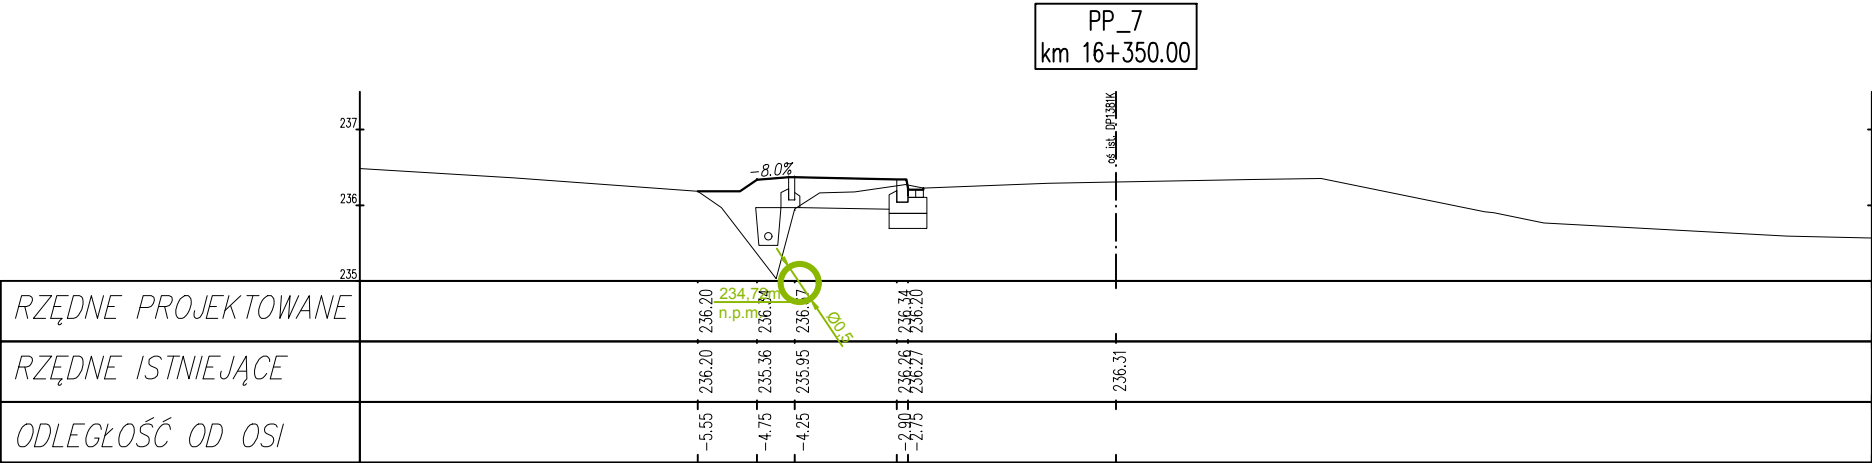 PP_7
km 16+350.00
oś ist. DP1381K
237
236
235
-8.0%
RZĘDNE PROJEKTOWANE
236.20
236.34
236.34
236.20
n.p.m.
RZĘDNE ISTNIEJĄCE
236.20
235.36
235.95
236.26
236.27
236.31
ODLEGŁOŚĆ OD OSI
-5.55
-4.75
-4.25
-2.90
-2.75